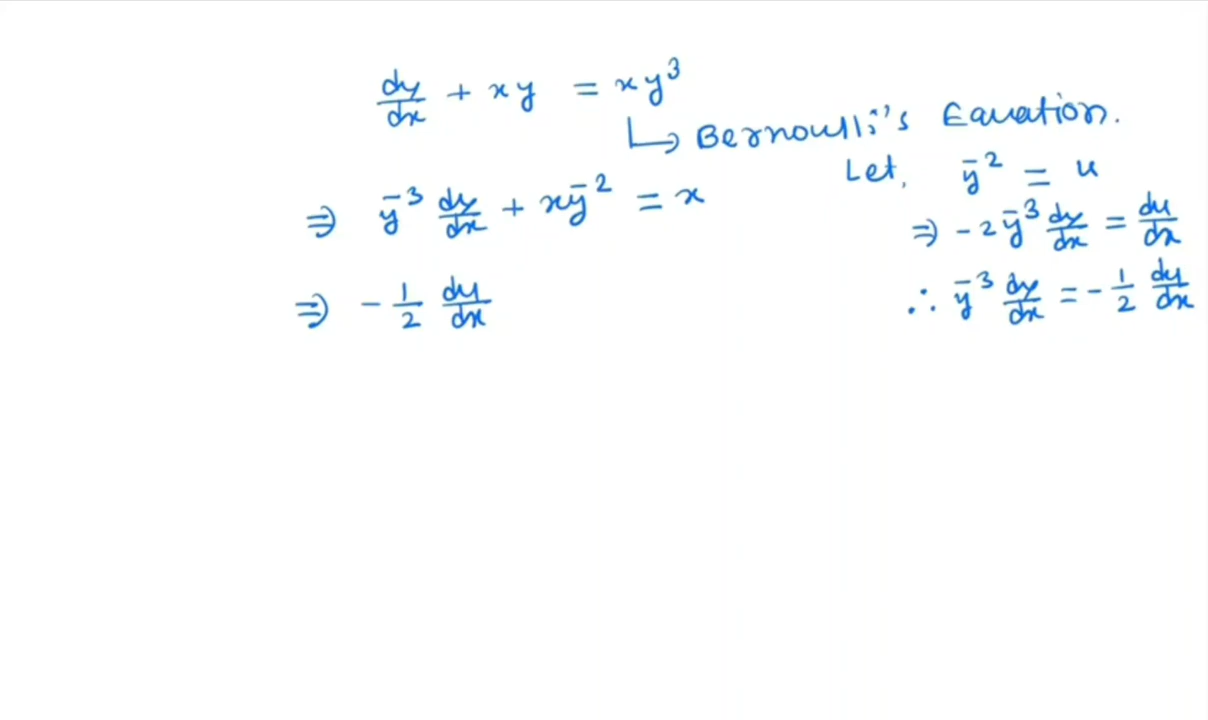 dy/dx + xy = xy³
↳ Bernoulli's Equation.
⇒ y⁻³ dy/dx + xy⁻² = x
⇒ -1/2 du/dx
Let, y⁻² = u
⇒ -2y⁻³ dy/dx = du/dx
∴ y⁻³ dy/dx = -1/2 du/dx